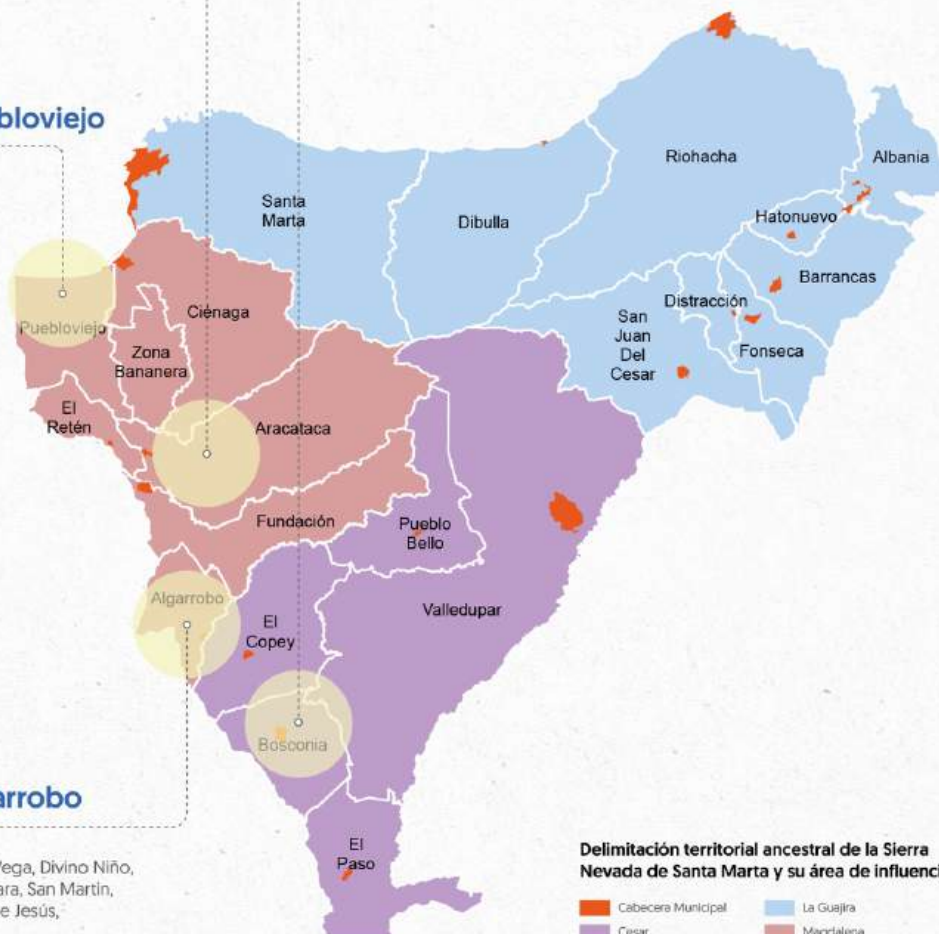 bloviejo
Riohacha
Albania
Santa
Marta
Dibulla
Hatonuevo
Barrancas
Ciénaga
Distracción
Puebloviejo
San
Juan
Del
Cesar
Zona
Bananera
Fonseca
El
Retén
Aracataca
Fundación
Pueblo
Bello
Algarrobo
Valledupar
El
Copey
Bosconia
arrobo
El
Paso
Vega, Divino Niño,
ara, San Martin,
e Jesús,
Delimitación territorial ancestral de la Sierra
Nevada de Santa Marta y su área de influenci
Cabecera Municipal
La Guajira
Cesar
Magdalena